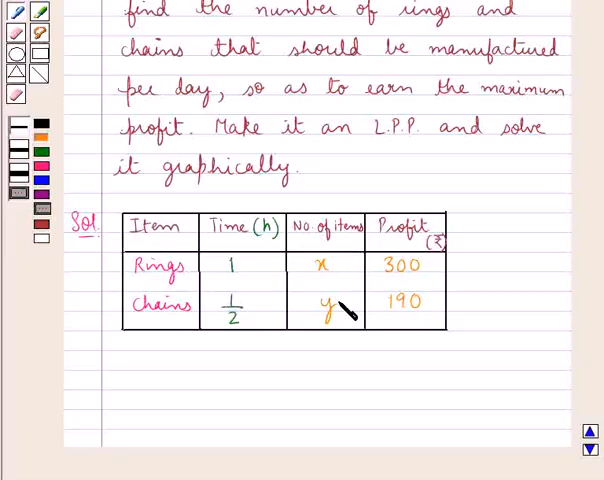 find the number of rings and
chains that should be manufactured
per day, so as to earn the maximum
profit. Make it an L.P.P. and solve
it graphically.
Sol.
Item Time (h) No. of items Profit (₹)
Rings 1 x 300
Chains 1/2 y 190